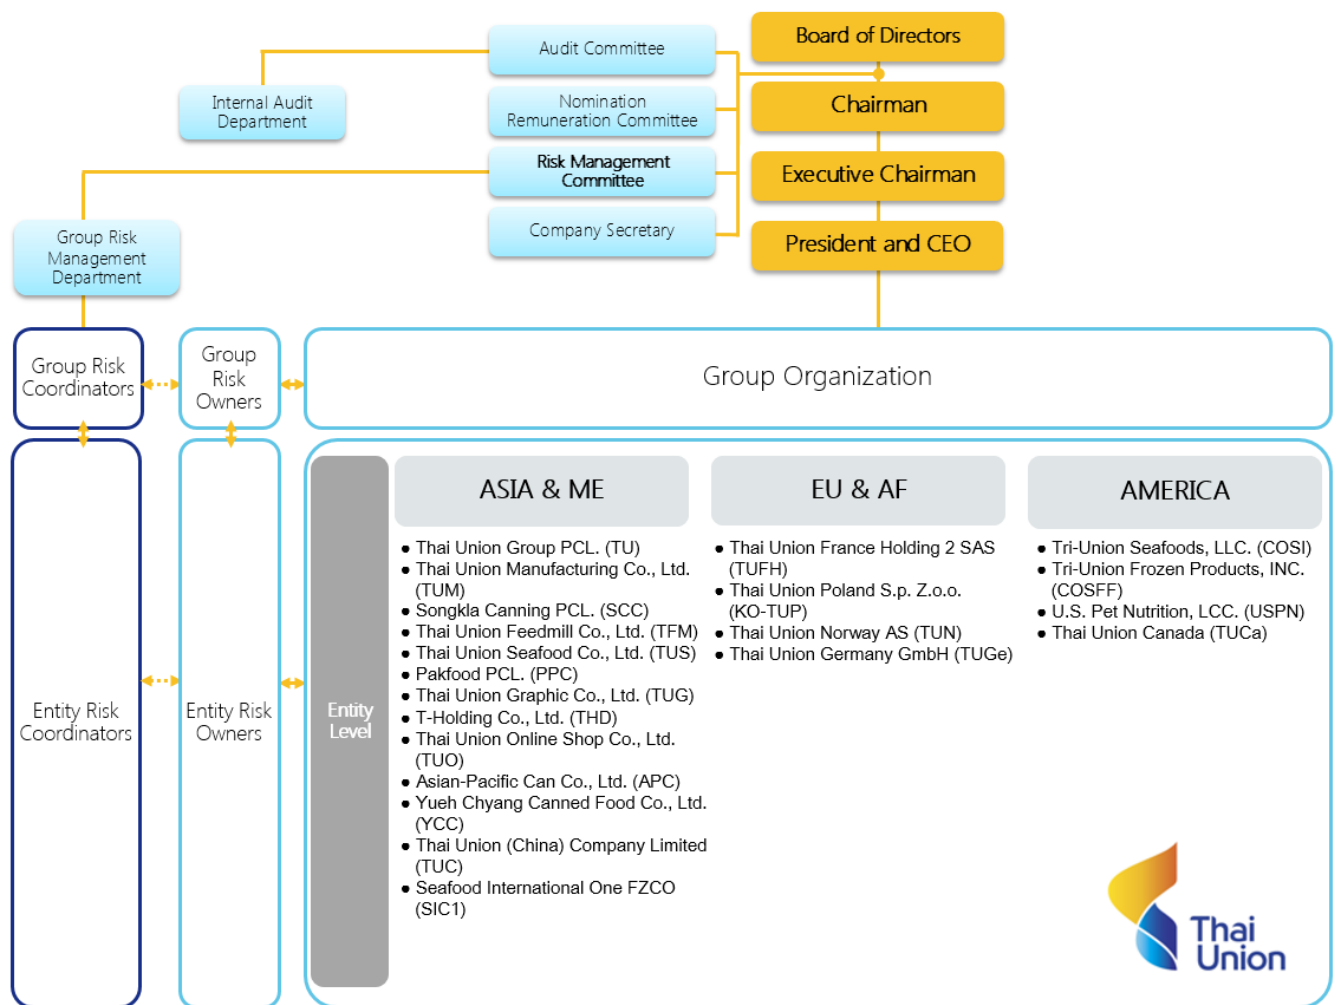 Board of Directors
Audit Committee
Chairman
Internal Audit
Department
Nomination
Remuneration Committee
Risk Management
Committee
Executive Chairman
Company Secretary
President and CEO
Group Risk
Management
Department
Group Risk
Coordinators
Group
Risk
Owners
Group Organization
Entity Risk
Coordinators
Entity Risk
Owners
Entity
Level
ASIA & ME
● Thai Union Group PCL. (TU)
● Thai Union Manufacturing Co., Ltd.
(TUM)
● Songkla Canning PCL. (SCC)
● Thai Union Feedmill Co., Ltd. (TFM)
● Thai Union Seafood Co., Ltd. (TUS)
● Pakfood PCL. (PPC)
● Thai Union Graphic Co., Ltd. (TUG)
● T-Holding Co., Ltd. (THD)
● Thai Union Online Shop Co., Ltd.
(TUO)
● Asian-Pacific Can Co., Ltd. (APC)
● Yueh Chyang Canned Food Co., Ltd.
(YCC)
● Thai Union (China) Company Limited
(TUC)
● Seafood International One FZCO
(SIC1)
EU & AF
● Thai Union France Holding 2 SAS
(TUFH)
● Thai Union Poland S.p. Z.o.o.
(KO-TUP)
● Thai Union Norway AS (TUN)
● Thai Union Germany GmbH (TUGe)
AMERICA
● Tri-Union Seafoods, LLC. (COSI)
● Tri-Union Frozen Products, INC.
(COSFF)
● U.S. Pet Nutrition, LCC. (USPN)
● Thai Union Canada (TUCa)
Thai
Union